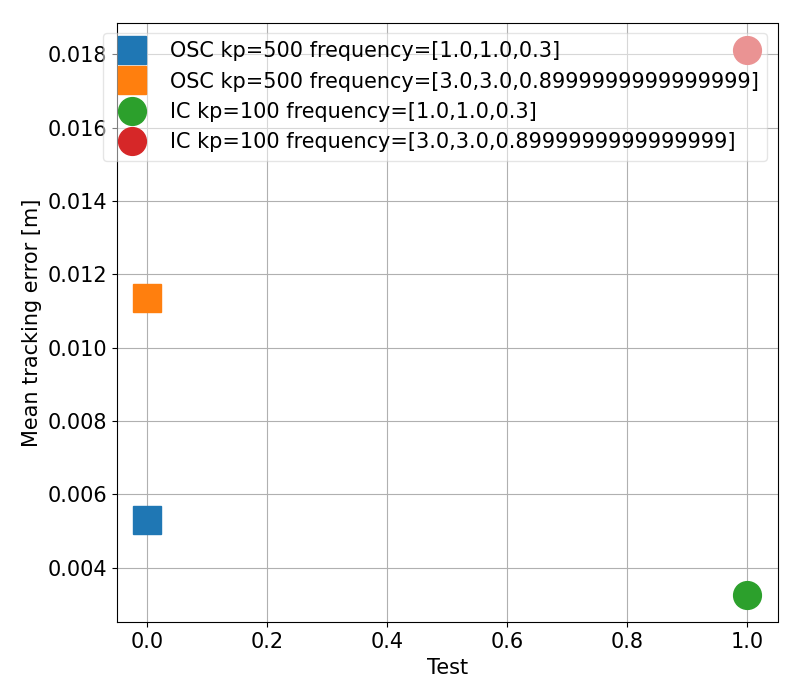 0.018
0.016
0.014
0.012
0.010
0.008
0.006
0.004
Mean tracking error [m]
OSC kp=500 frequency=[1.0,1.0,0.3]
OSC kp=500 frequency=[3.0,3.0,0.8999999999999999]
IC kp=100 frequency=[1.0,1.0,0.3]
IC kp=100 frequency=[3.0,3.0,0.8999999999999999]
0.0 0.2 0.4 0.6 0.8 1.0
Test